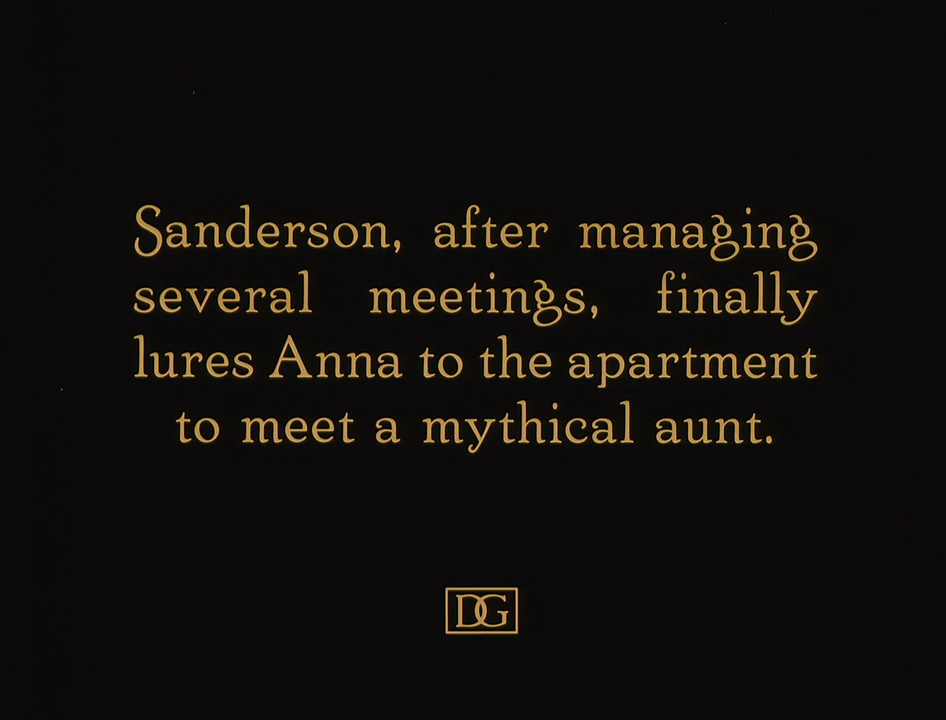 Sanderson, after managing
several meetings, finally
lures Anna to the apartment
to meet a mythical aunt.
DG